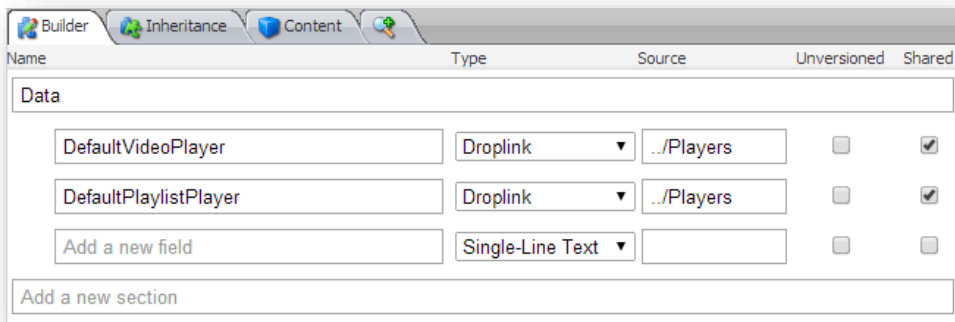 Builder Inheritance Content
Name Type Source Unversioned Shared
Data
DefaultVideoPlayer Droplink ../Players
DefaultPlaylistPlayer Droplink ../Players
Add a new field Single-Line Text
Add a new section